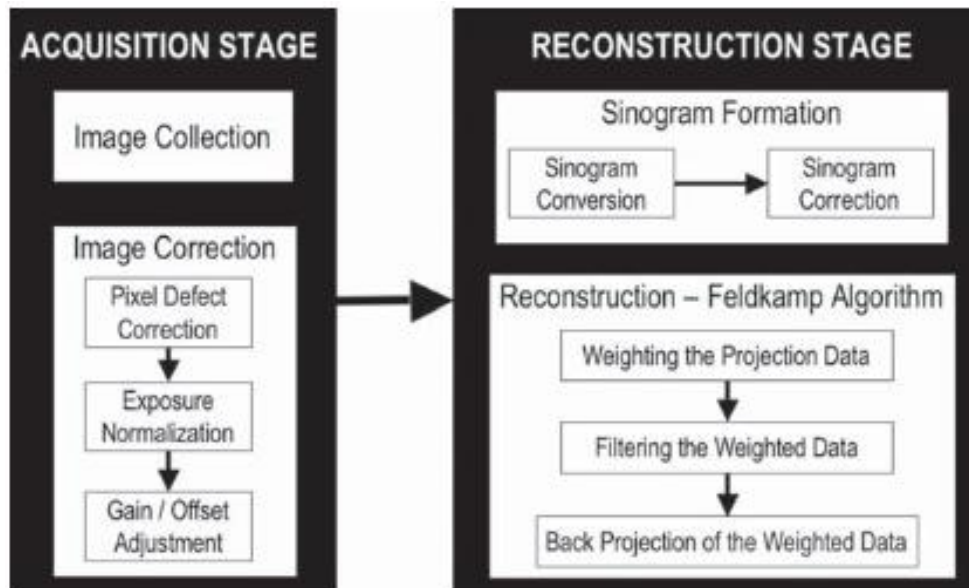 ACQUISITION STAGE
Image Collection
Image Correction
Pixel Defect
Correction
Exposure
Normalization
Gain / Offset
Adjustment
RECONSTRUCTION STAGE
Sinogram Formation
Sinogram
Conversion
Sinogram
Correction
Reconstruction – Feldkamp Algorithm
Weighting the Projection Data
Filtering the Weighted Data
Back Projection of the Weighted Data